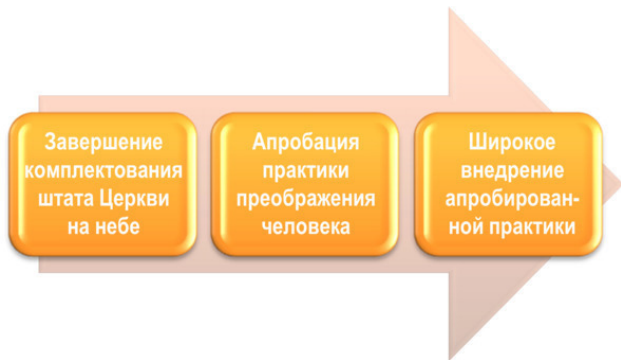 Завершение
комплектования
штата Церкви
на небе
Апробация
практики
преображения
человека
Широкое
внедрение
апробирован-
ной практики